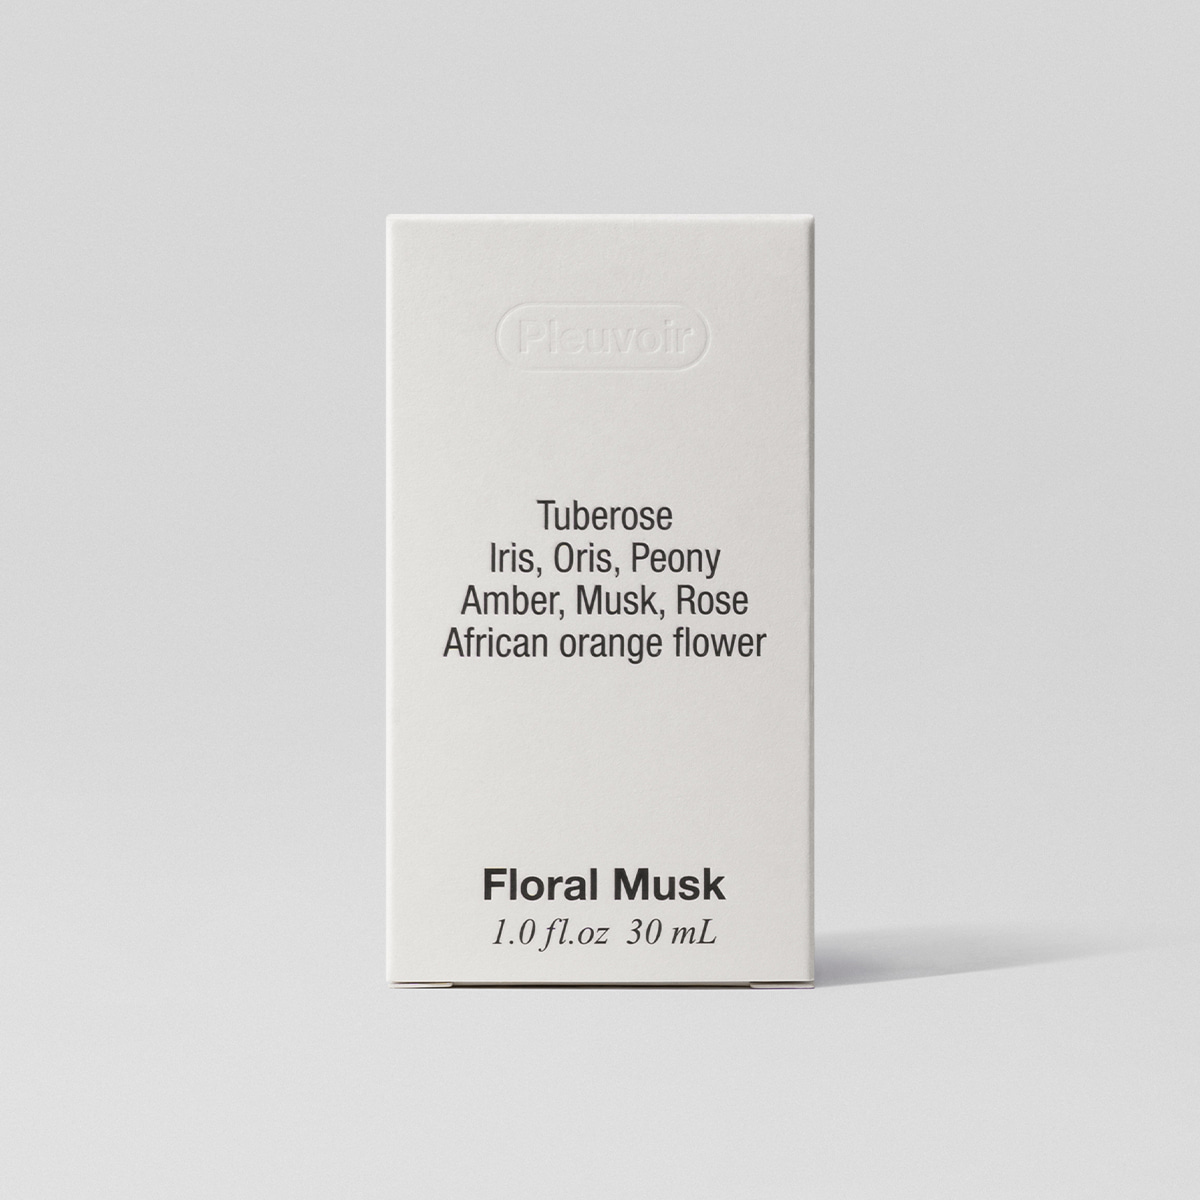 Pleuvoir
Tuberose
Iris, Oris, Peony
Amber, Musk, Rose
African orange flower
Floral Musk
1.0 fl.oz 30 mL